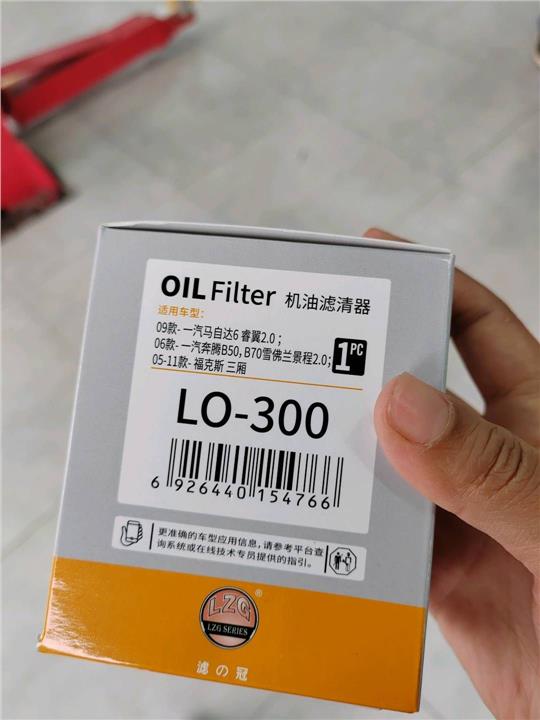 OIL Filter 机油滤清器
适用车型:
09款- 一汽马自达6 睿翼2.0 ;
06款- 一汽奔腾B50, B70雪佛兰景程2.0;
05-11款- 福克斯 三厢
1PC
LO-300
6 926440 154766
更准确的车型应用信息,请参考平台查
询系统或在线技术专员提供的指引。
LZG
®
LZG SERIES
滤の冠